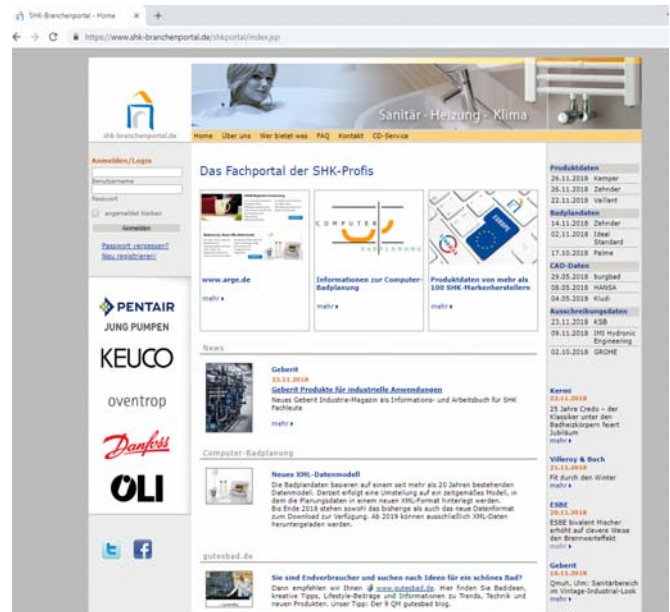 SHK-Branchenportal - Home
https://www.shk-branchenportal.de/shkportal/index.jsp
shk-branchenportal.de
Sanitär - Heizung - Klima
Home Über uns Wer bietet was FAQ Kontakt CD-Service
Anmelden/Login
Benutzername
Passwort
angemeldet bleiben
Anmelden
Passwort vergessen?
Neu registrieren!
PENTAIR
JUNG PUMPEN
KEUCO
oventrop
Danfoss
OLI
Das Fachportal der SHK-Profis
www.arge.de
mehr
COMPUTER
BADPLANUNG
Informationen zur Computer-
Badplanung
mehr
EUROPE
Produktdaten von mehr als
100 SHK-Markenherstellern
mehr
News
Geberit
23.11.2018
Geberit Produkte für industrielle Anwendungen
Neues Geberit Industrie-Magazin als Informations- und Arbeitsbuch für SHK
Fachleute
mehr
Computer-Badplanung
Neues XML-Datenmodell
Die Badplandaten basieren auf einem seit mehr als 20 Jahren bestehenden
Datenmodell. Derzeit erfolgt eine Umstellung auf ein zeitgemäßes Modell, in
dem die Planungsdaten in einem neuen XML-Format hinterlegt werden.
Bis Ende 2018 stehen sowohl das bisherige als auch das neue Datenformat
zum Download zur Verfügung. Ab 2019 können ausschließlich XML-Daten
heruntergeladen werden.
gutesbad.de
Sie sind Endverbraucher und suchen nach Ideen für ein schönes Bad?
Dann empfehlen wir Ihnen www.gutesbad.de. Hier finden Sie Badideen,
kreative Tipps, Lifestyle-Beiträge und Informationen zu Trends, Technik und
neuen Produkten. Unser Tipp: Der 9 QM gutesbad blog.
Produktdaten
26.11.2018 Kemper
26.11.2018 Zehnder
22.11.2018 Vaillant
Badplandaten
14.11.2018 Zehnder
02.11.2018 Ideal
Standard
17.10.2018 Palme
CAD-Daten
29.05.2018 burgbad
08.05.2018 HANSA
04.05.2018 Kludi
Ausschreibungsdaten
23.11.2018 KSB
09.11.2018 IMI Hydronic
Engineering
02.10.2018 GROHE
Kermi
22.11.2018
25 Jahre Credo – der
Klassiker unter den
Badheizkörpern feiert
Jubiläum
mehr
Villeroy & Boch
21.11.2018
Fit durch den Winter
mehr
ESBE
20.11.2018
ESBE bivalent Mischer
erhöht auf clevere Weise
den Brennwerteffekt
mehr
Geberit
16.11.2018
Qmuh, Ulm: Sanitärbereich
im Vintage-Industrial-Look
mehr